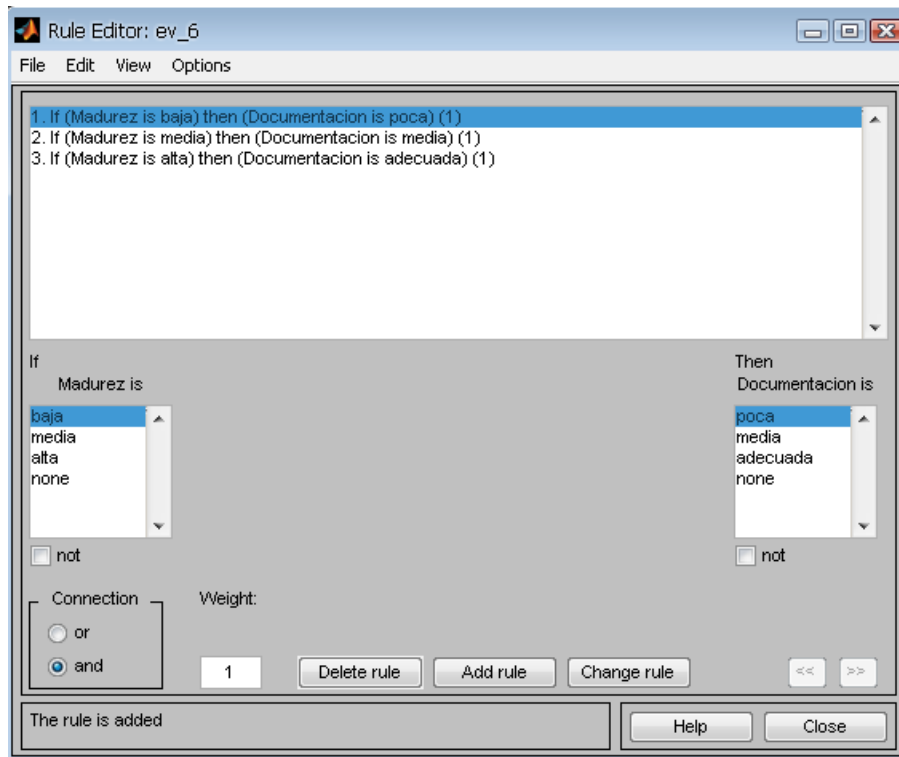 Rule Editor: ev_6
File Edit View Options
1. If (Madurez is baja) then (Documentacion is poca) (1)
2. If (Madurez is media) then (Documentacion is media) (1)
3. If (Madurez is alta) then (Documentacion is adecuada) (1)
If
Madurez is
baja
media
alta
none
not
Then
Documentacion is
poca
media
adecuada
none
not
Connection
or
and
Weight:
1
Delete rule
Add rule
Change rule
<<
>>
The rule is added
Help
Close